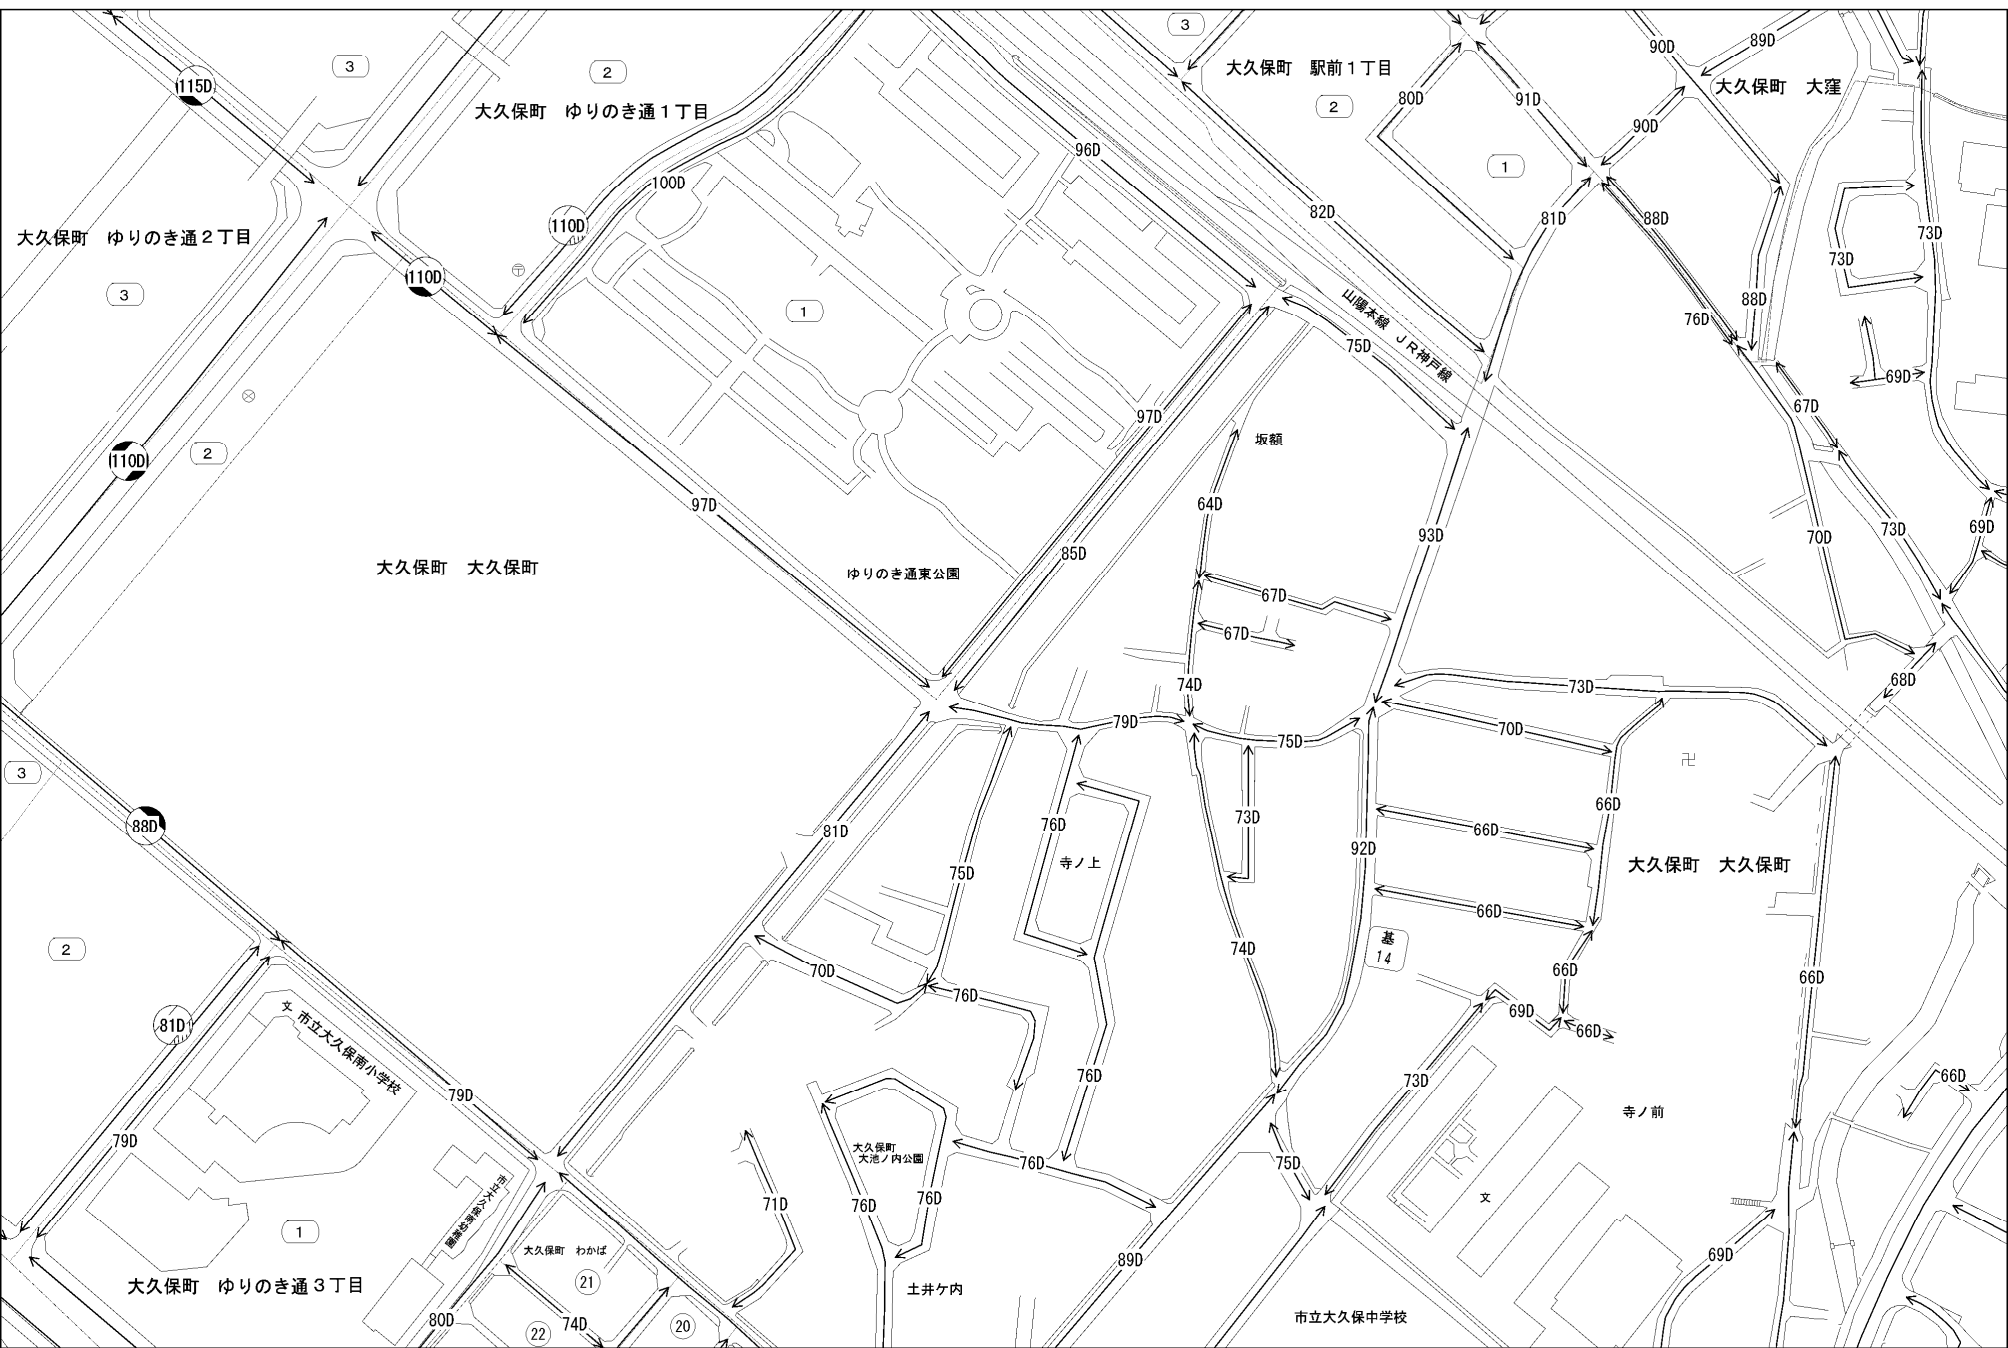 3
大久保町 駅前1丁目
90D
89D
3
2
115D
大久保町 ゆりのき通1丁目
2
80D
91D
大久保町 大窪
90D
96D
1
100D
82D
81D
88D
大久保町 ゆりのき通2丁目
110D
73D
73D
110D
〒
3
1
山陽本線 JR神戸線
88D
76D
75D
69D
97D
67D
坂額
110D
2
97D
64D
93D
73D
69D
70D
85D
大久保町 大久保町
ゆりのき通東公園
67D
67D
74D
73D
68D
79D
70D
75D
3
88D
81D
76D
73D
66D
66D
92D
寺ノ上
75D
大久保町 大久保町
66D
2
基
14
74D
70D
66D
66D
76D
69D
81D
文
市立大久保南小学校
66D
79D
76D
73D
66D
寺ノ前
79D
大久保町
大池ノ内公園
76D
75D
71D
76D
76D
文
市立大久保南幼稚園
1
大久保町 わかば
89D
69D
大久保町 ゆりのき通3丁目
21
土井ケ内
80D
22
74D
20
市立大久保中学校